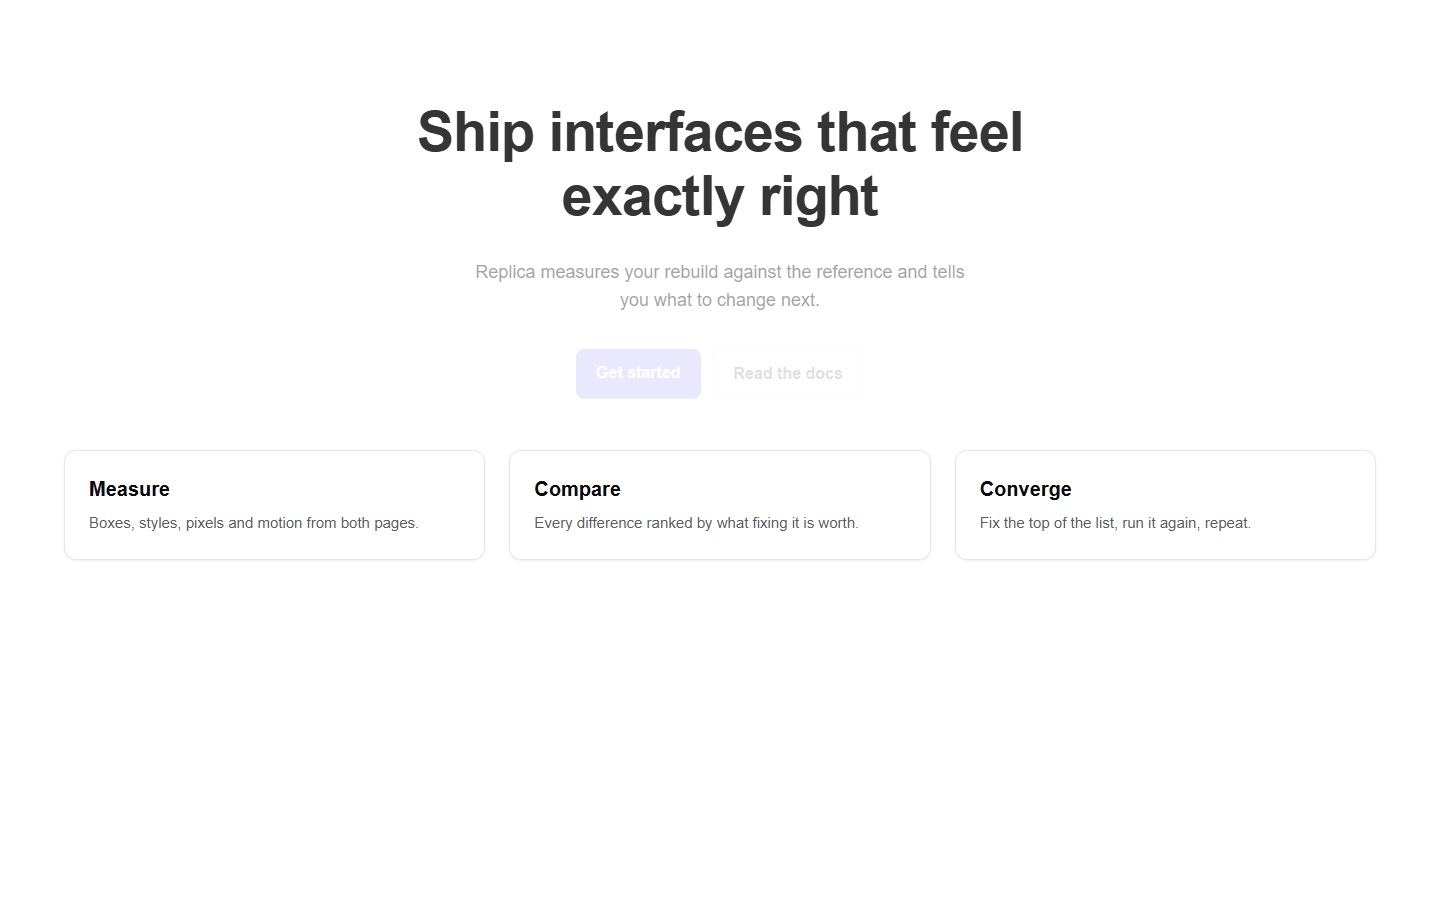 Ship interfaces that feel
exactly right
Replica measures your rebuild against the reference and tells
you what to change next.
Get started
Read the docs
Measure
Boxes, styles, pixels and motion from both pages.
Compare
Every difference ranked by what fixing it is worth.
Converge
Fix the top of the list, run it again, repeat.